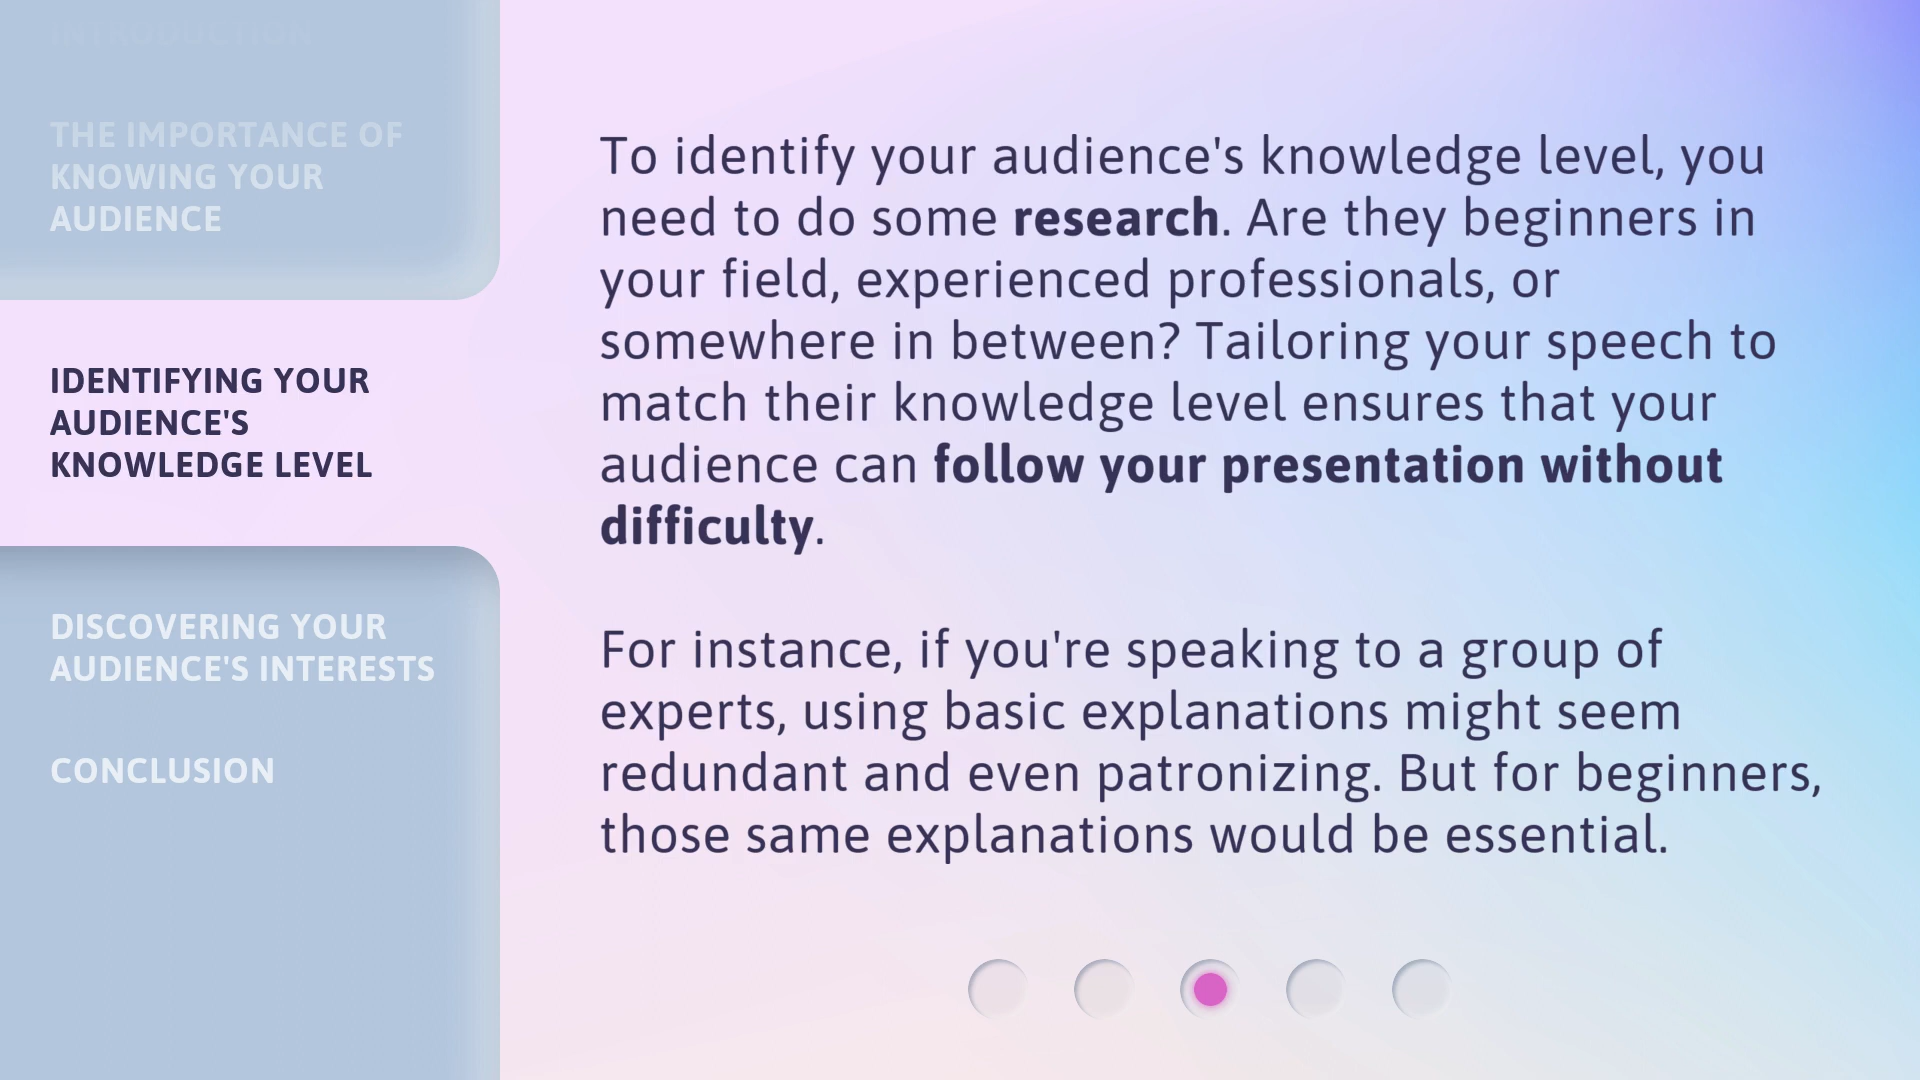 INTRODUCTION
THE IMPORTANCE OF
KNOWING YOUR
AUDIENCE
IDENTIFYING YOUR
AUDIENCE'S
KNOWLEDGE LEVEL
DISCOVERING YOUR
AUDIENCE'S INTERESTS
CONCLUSION
To identify your audience's knowledge level, you
need to do some research. Are they beginners in
your field, experienced professionals, or
somewhere in between? Tailoring your speech to
match their knowledge level ensures that your
audience can follow your presentation without
difficulty.
For instance, if you're speaking to a group of
experts, using basic explanations might seem
redundant and even patronizing. But for beginners,
those same explanations would be essential.